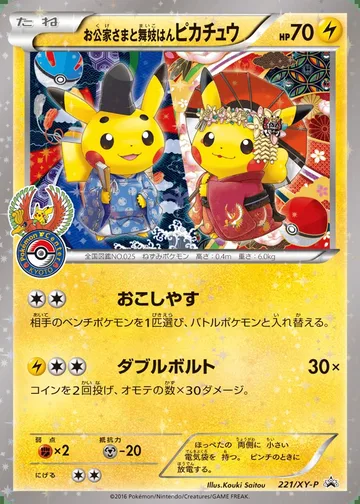 たね
お公家さまと舞妓はんピカチュウ HP70
Pokémon Center
KYOTO
全国図鑑NO.025 ねずみポケモン 高さ:0.4m 重さ:6.0kg
おこしやす
相手のベンチポケモンを1匹選び、バトルポケモンと入れ替える。
ダブルボルト 30×
コインを2回投げ、オモテの数×30ダメージ。
弱点 ×2 抵抗力 -20
にげる
ほっぺたの 両側に 小さい
電気袋を 持つ ピンチのときに
放電する。
Illus.Kouki Saitou 221/XY-P
©2016 Pokémon/Nintendo/Creatures/GAME FREAK.